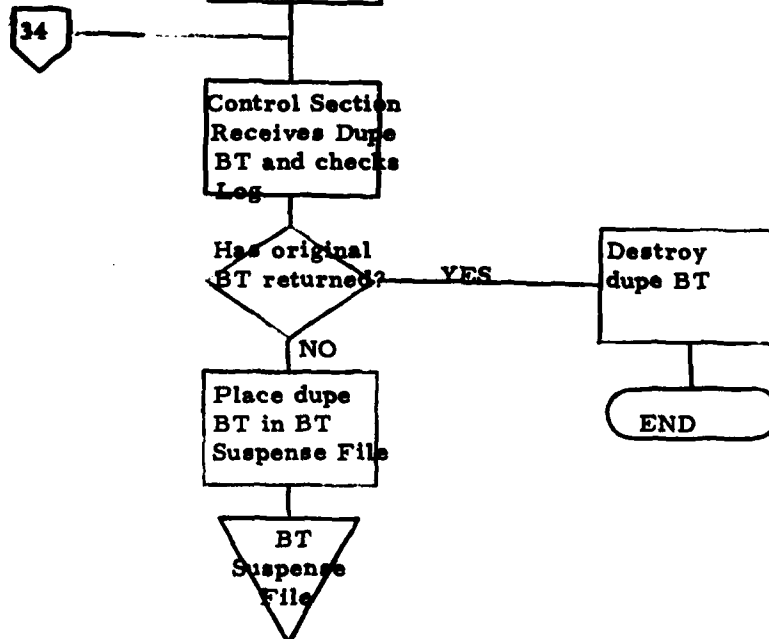 34
Control Section
Receives Dupe
BT and checks
Log
Has original
BT returned?
YES
Destroy
dupe BT
NO
END
Place dupe
BT in BT
Suspense File
BT
Suspense
File